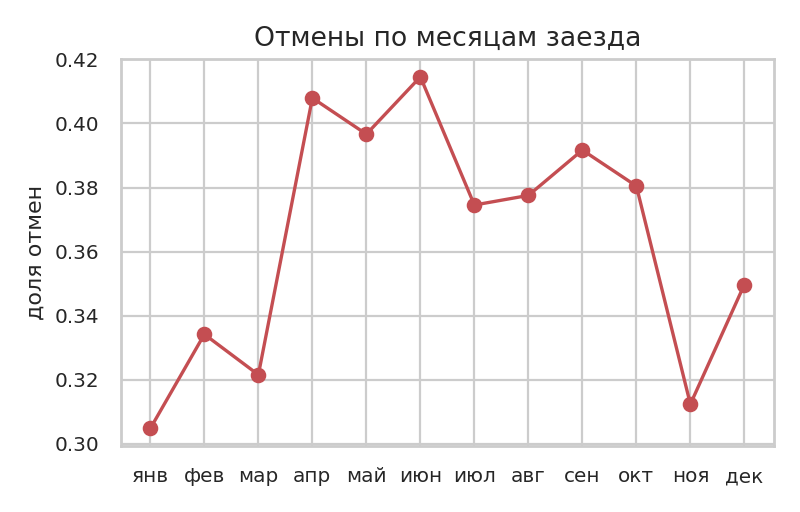 Отмены по месяцам заезда
доля отмен
0.42
0.40
0.38
0.36
0.34
0.32
0.30
янв фев мар апр май июн июл авг сен окт ноя дек